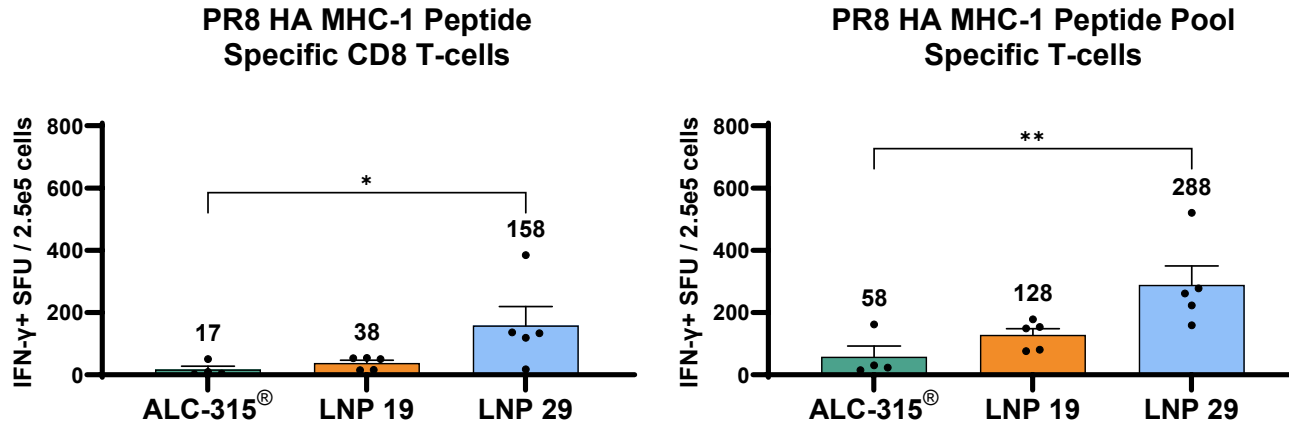 PR8 HA MHC-1 Peptide
Specific CD8 T-cells
IFN-γ+ SFU / 2.5e5 cells
800
600
400
200
0
*
17
38
158
ALC-315®
LNP 19
LNP 29
PR8 HA MHC-1 Peptide Pool
Specific T-cells
IFN-γ+ SFU / 2.5e5 cells
800
600
400
200
0
**
58
128
288
ALC-315®
LNP 19
LNP 29